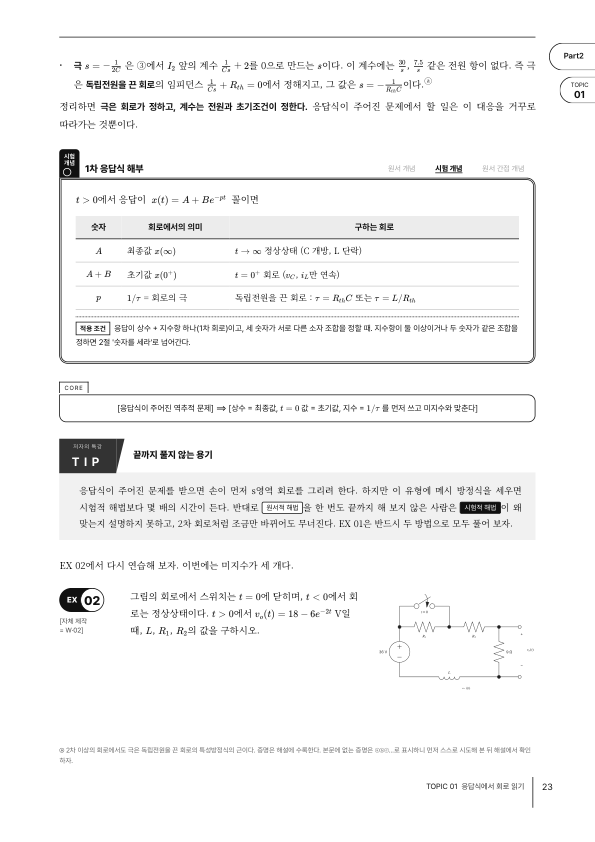 Part2
TOPIC
01
· 극 s = −1/2C 은 ③에서 I₂ 앞의 계수 1/Cs + 2를 0으로 만드는 s이다. 이 계수에는 30/s, 7.5/s 같은 전원 항이 없다. 즉 극
은 독립전원을 끈 회로의 임피던스 1/Cs + Rth = 0에서 정해지고, 그 값은 s = −1/RthC이다.ⓐ
정리하면 극은 회로가 정하고, 계수는 전원과 초기조건이 정한다. 응답식이 주어진 문제에서 할 일은 이 대응을 거꾸로
따라가는 것뿐이다.
시험
개념
1차 응답식 해부
원서 개념 시험 개념 원서 간접 개념
t > 0에서 응답이 x(t) = A + Be⁻ᵖᵗ 꼴이면
숫자 회로에서의 의미 구하는 회로
A 최종값 x(∞) t → ∞ 정상상태 (C 개방, L 단락)
A + B 초기값 x(0⁺) t = 0⁺ 회로 (v_C, i_L만 연속)
p 1/τ = 회로의 극 독립전원을 끈 회로 : τ = RthC 또는 τ = L/Rth
적용 조건 응답이 상수 + 지수항 하나(1차 회로)이고, 세 숫자가 서로 다른 소자 조합을 정할 때. 지수항이 둘 이상이거나 두 숫자가 같은 조합을
정하면 2절 '숫자를 세라'로 넘어간다.
CORE
[응답식이 주어진 역추적 문제] ⟹ [상수 = 최종값, t = 0 값 = 초기값, 지수 = 1/τ 를 먼저 쓰고 미지수와 맞춘다]
저자의 특강
TIP
끝까지 풀지 않는 용기
응답식이 주어진 문제를 받으면 손이 먼저 s영역 회로를 그리려 한다. 하지만 이 유형에 메시 방정식을 세우면
시험적 해법보다 몇 배의 시간이 든다. 반대로 원서적 해법을 한 번도 끝까지 해 보지 않은 사람은 시험적 해법 이 왜
맞는지 설명하지 못하고, 2차 회로처럼 조금만 바뀌어도 무너진다. EX 01은 반드시 두 방법으로 모두 풀어 보자.
EX 02에서 다시 연습해 보자. 이번에는 미지수가 세 개다.
EX 02
[자체 제작
= W-02]
그림의 회로에서 스위치는 t = 0에 닫히며, t < 0에서 회
로는 정상상태이다. t > 0에서 vₒ(t) = 18 − 6e⁻²ᵗ V일
때, L, R₁, R₂의 값을 구하시오.
ⓐ 2차 이상의 회로에서도 극은 독립전원을 끈 회로의 특성방정식의 근이다. 증명은 해설에 수록한다. 본문에 없는 증명은 ⓐⓑⓒ…로 표시하니 먼저 스스로 시도해 본 뒤 해설에서 확인
하자.
TOPIC 01 응답식에서 회로 읽기 23